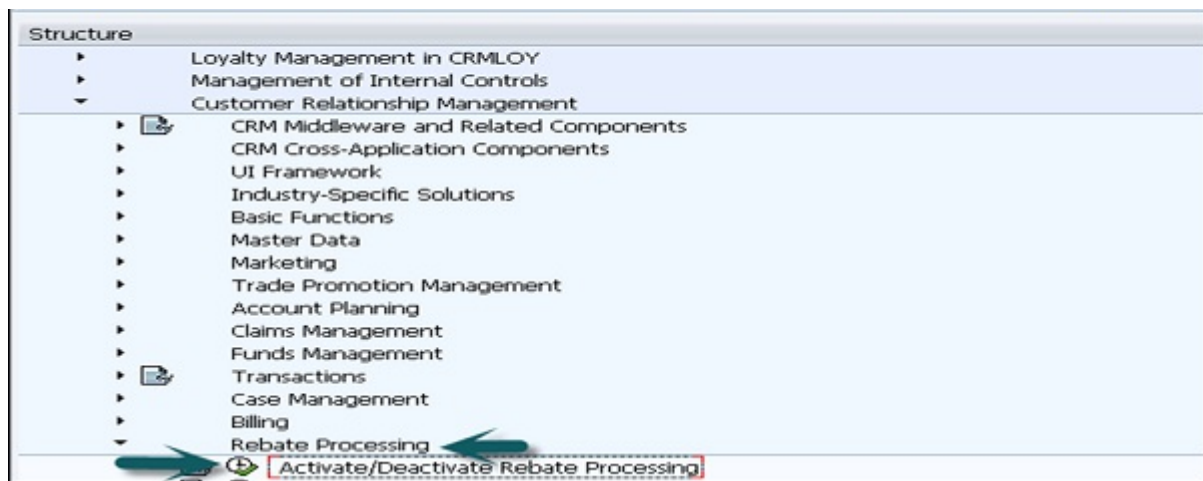 Structure
Loyalty Management in CRMLOY
Management of Internal Controls
Customer Relationship Management
CRM Middleware and Related Components
CRM Cross-Application Components
UI Framework
Industry-Specific Solutions
Basic Functions
Master Data
Marketing
Trade Promotion Management
Account Planning
Claims Management
Funds Management
Transactions
Case Management
Billing
Rebate Processing
Activate/Deactivate Rebate Processing